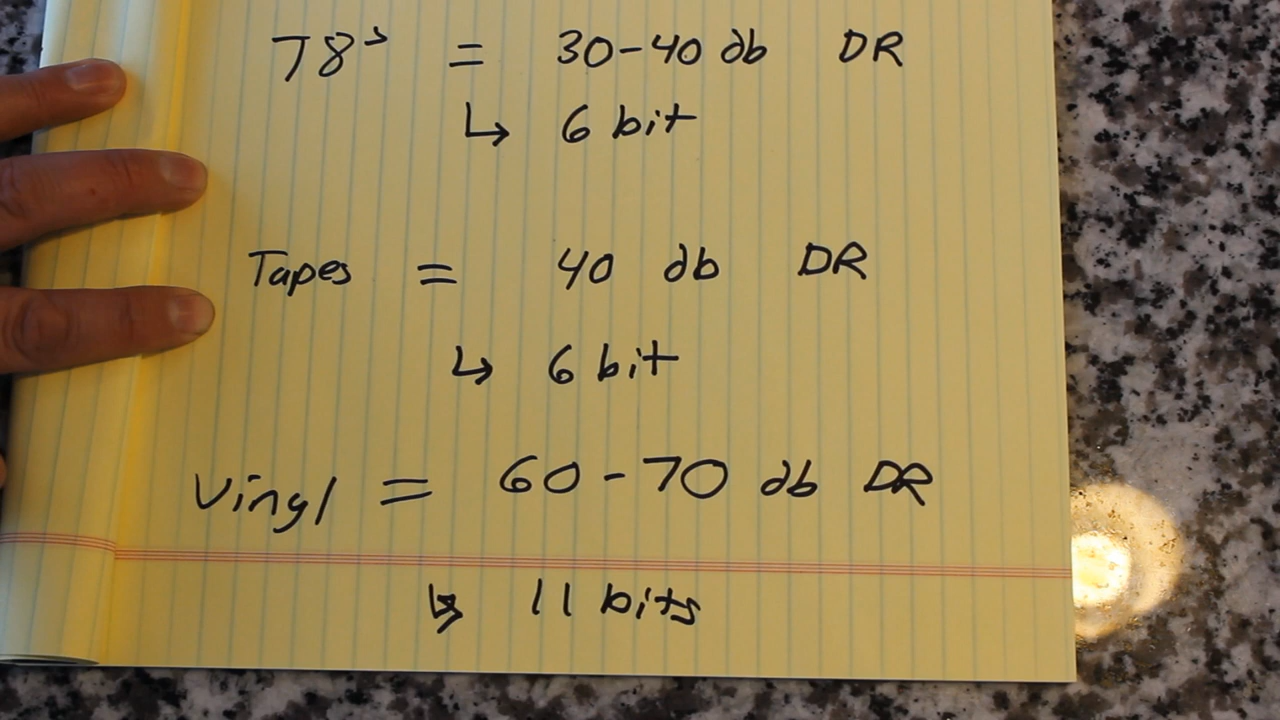 78s = 30-40 db DR
↳ 6 bit
Tapes = 40 db DR
↳ 6 bit
Vinyl = 60-70 db DR
↳ 11 bits